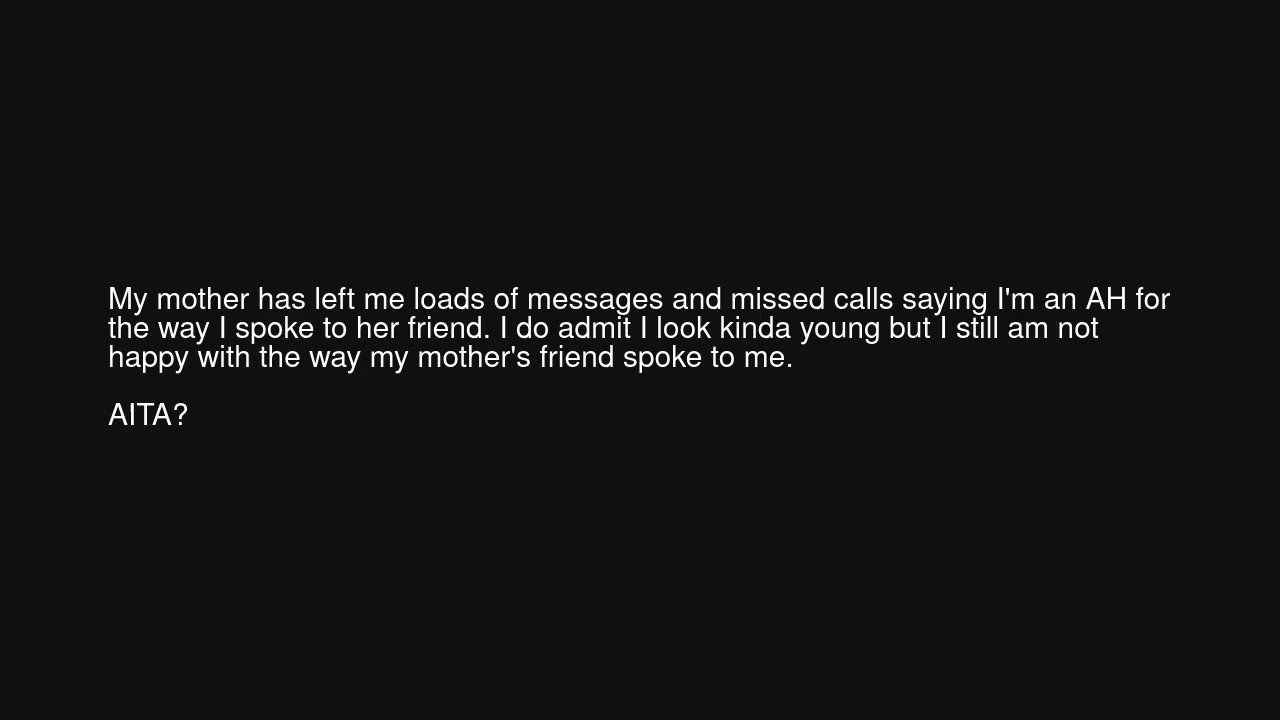 My mother has left me loads of messages and missed calls saying I'm an AH for
the way I spoke to her friend. I do admit I look kinda young but I still am not
happy with the way my mother's friend spoke to me.
AITA?